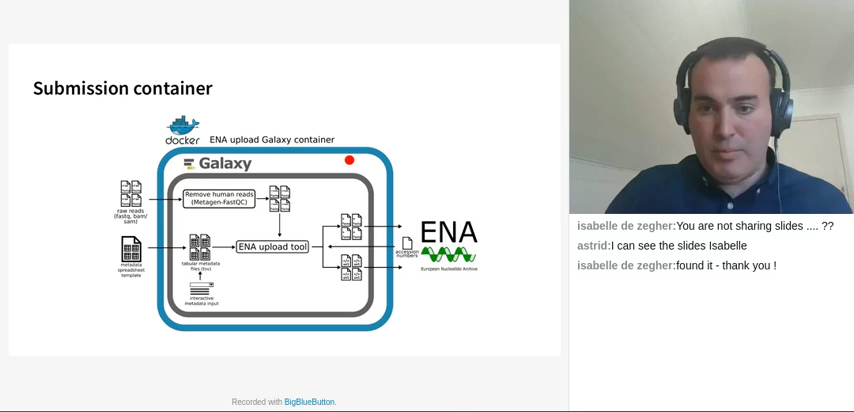 Submission container
docker
ENA upload Galaxy container
Galaxy
Remove human reads
(Metagen-FastQC)
raw reads
(fastq, bam/
sam)
ENA upload tool
metadata
spreadsheet
template
tabular metadata
files (tsv)
interactive
metadata input
accession
numbers
ENA
European Nucleotide Archive
Recorded with BigBlueButton.
isabelle de zegher:You are not sharing slides .... ??
astrid:I can see the slides Isabelle
isabelle de zegher:found it - thank you !